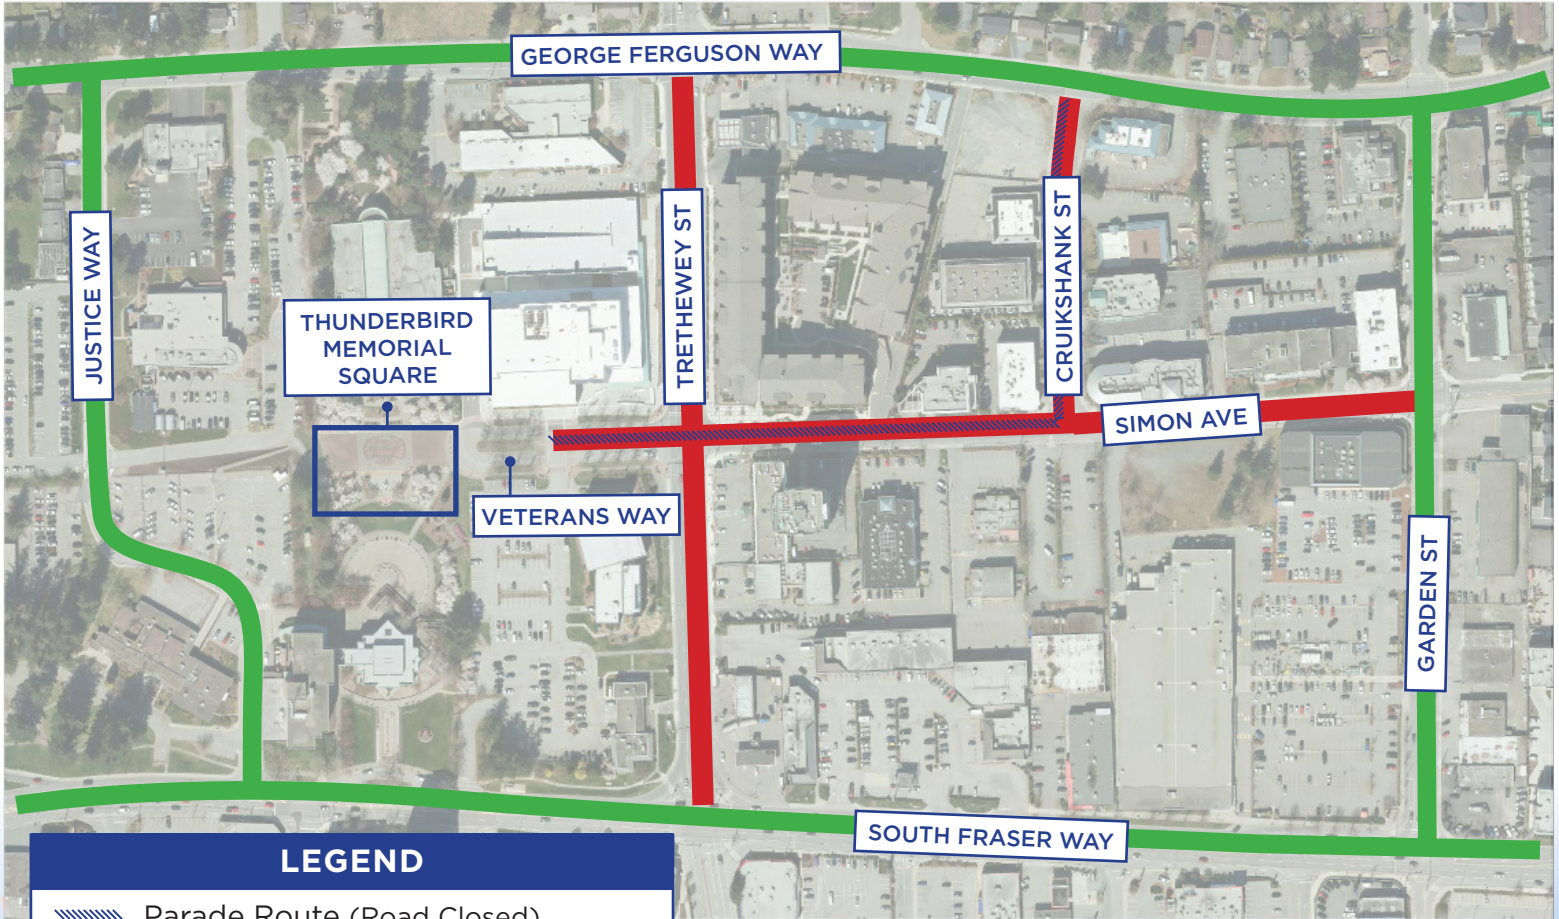 GEORGE FERGUSON WAY
JUSTICE WAY
TRETHEWEY ST
CRUIKSHANK ST
THUNDERBIRD
MEMORIAL
SQUARE
SIMON AVE
VETERANS WAY
GARDEN ST
SOUTH FRASER WAY
LEGEND
Parade Route (Road Closed)